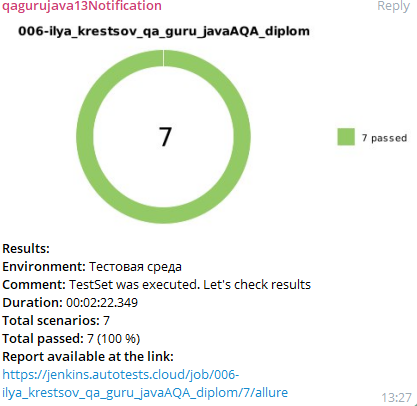 qagurujava13Notification
Reply
006-ilya_krestsov_qa_guru_javaAQA_diplom
7
7 passed
Results:
Environment: Тестовая среда
Comment: TestSet was executed. Let's check results
Duration: 00:02:22.349
Total scenarios: 7
Total passed: 7 (100 %)
Report available at the link:
https://jenkins.autotests.cloud/job/006-
ilya_krestsov_qa_guru_javaAQA_diplom/7/allure
13:27